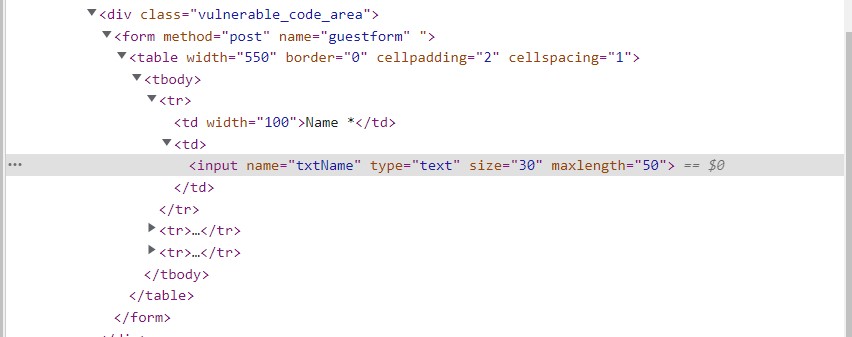 <div class="vulnerable_code_area">
<form method="post" name="guestform" ">
<table width="550" border="0" cellpadding="2" cellspacing="1">
<tbody>
<tr>
<td width="100">Name *</td>
<td>
<input name="txtName" type="text" size="30" maxlength="50"> == $0
</td>
</tr>
<tr>…</tr>
<tr>…</tr>
</tbody>
</table>
</form>